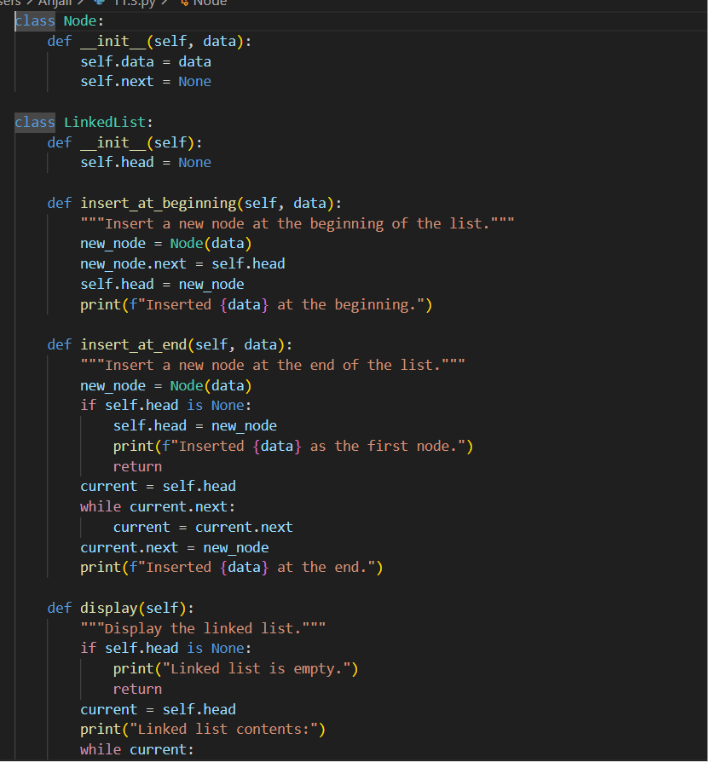 sers > Anjali > 11.3.py > Node
class Node:
    def __init__(self, data):
        self.data = data
        self.next = None

class LinkedList:
    def __init__(self):
        self.head = None

    def insert_at_beginning(self, data):
        """Insert a new node at the beginning of the list."""
        new_node = Node(data)
        new_node.next = self.head
        self.head = new_node
        print(f"Inserted {data} at the beginning.")

    def insert_at_end(self, data):
        """Insert a new node at the end of the list."""
        new_node = Node(data)
        if self.head is None:
            self.head = new_node
            print(f"Inserted {data} as the first node.")
            return
        current = self.head
        while current.next:
            current = current.next
        current.next = new_node
        print(f"Inserted {data} at the end.")

    def display(self):
        """Display the linked list."""
        if self.head is None:
            print("Linked list is empty.")
            return
        current = self.head
        print("Linked list contents:")
        while current: